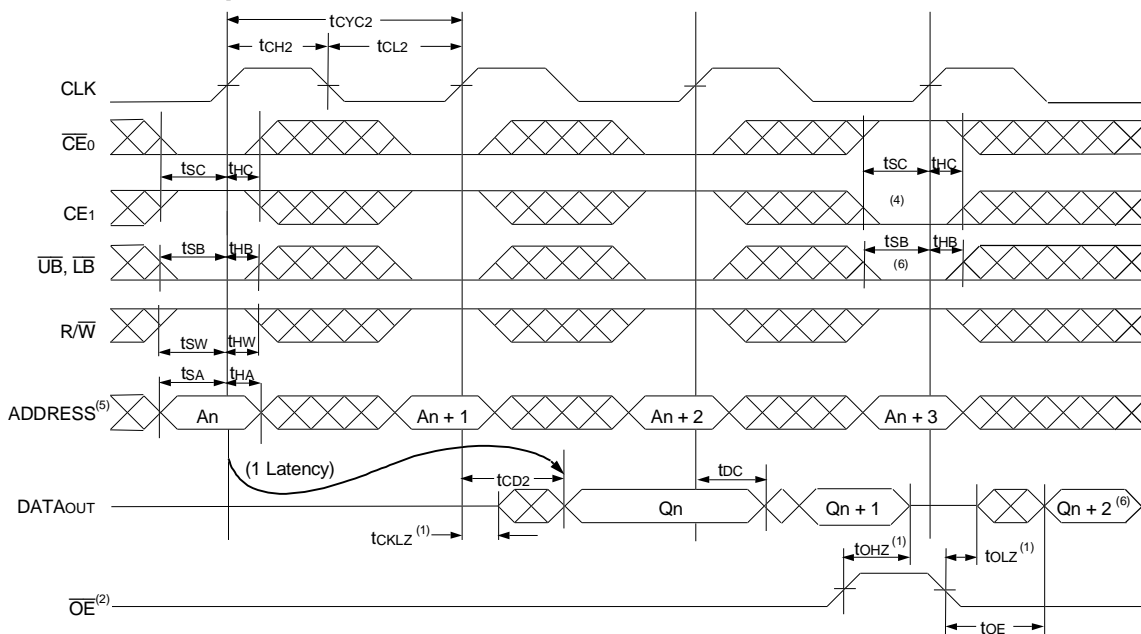 tCYC2
tCH2 tCL2
CLK
CE0
tSC tHC tSC tHC
CE1 (4)
tSB tHB tSB tHB
UB, LB (6)
R/W
tSW tHW
tSA tHA
ADDRESS(5) An An + 1 An + 2 An + 3
(1 Latency) tCD2 tDC
DATAOUT Qn Qn + 1 Qn + 2 (6)
tCKLZ (1) tOHZ (1) tOLZ (1)
OE(2)
tOE